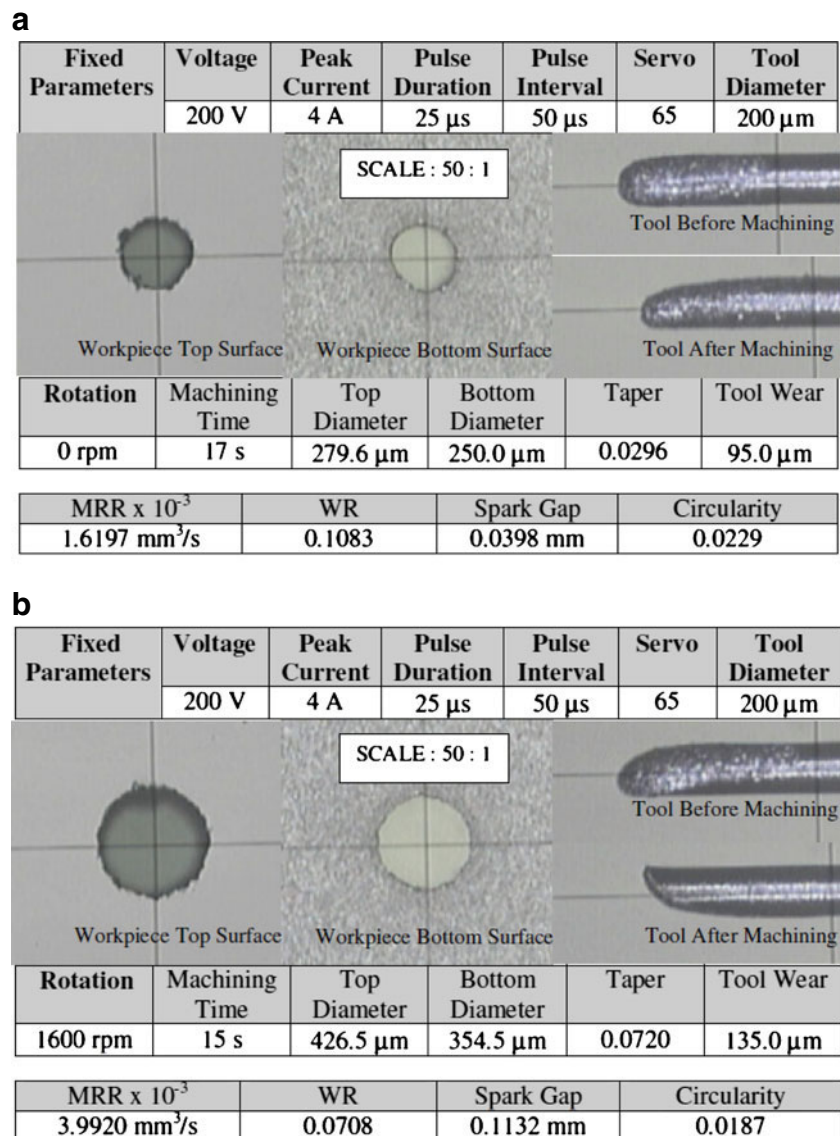 a
Fixed Parameters Voltage Peak Current Pulse Duration Pulse Interval Servo Tool Diameter
200 V 4 A 25 µs 50 µs 65 200 µm
SCALE : 50 : 1
Tool Before Machining
Workpiece Top Surface Workpiece Bottom Surface Tool After Machining
Rotation Machining Time Top Diameter Bottom Diameter Taper Tool Wear
0 rpm 17 s 279.6 µm 250.0 µm 0.0296 95.0 µm
MRR x 10⁻³ WR Spark Gap Circularity
1.6197 mm³/s 0.1083 0.0398 mm 0.0229
b
Fixed Parameters Voltage Peak Current Pulse Duration Pulse Interval Servo Tool Diameter
200 V 4 A 25 µs 50 µs 65 200 µm
SCALE : 50 : 1
Tool Before Machining
Workpiece Top Surface Workpiece Bottom Surface Tool After Machining
Rotation Machining Time Top Diameter Bottom Diameter Taper Tool Wear
1600 rpm 15 s 426.5 µm 354.5 µm 0.0720 135.0 µm
MRR x 10⁻³ WR Spark Gap Circularity
3.9920 mm³/s 0.0708 0.1132 mm 0.0187